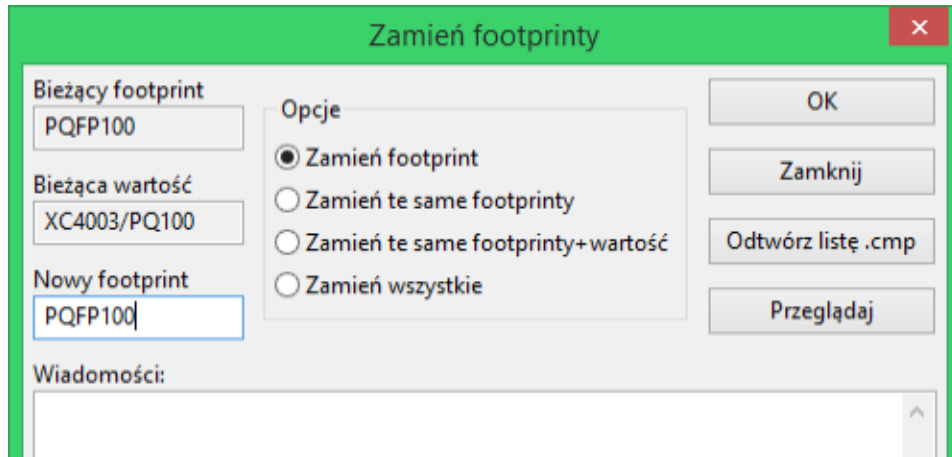 Zamień footprinty
Bieżący footprint
PQFP100
Bieżąca wartość
XC4003/PQ100
Nowy footprint
PQFP100
Opcje
Zamień footprint
Zamień te same footprinty
Zamień te same footprinty+wartość
Zamień wszystkie
OK
Zamknij
Odtwórz listę .cmp
Przeglądaj
Wiadomości: